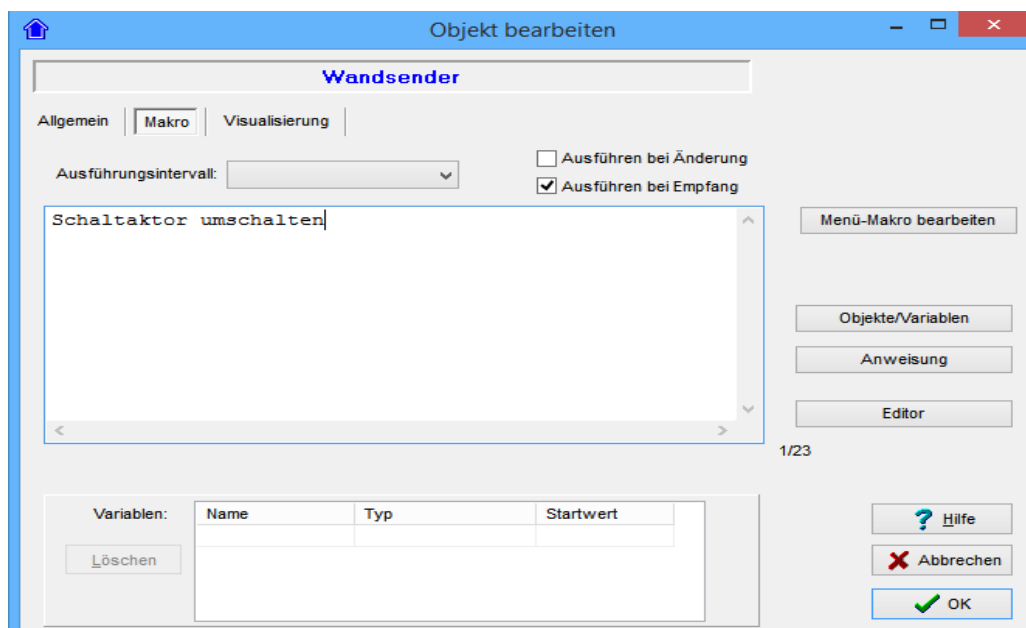 Objekt bearbeiten
Wandsender
Allgemein Makro Visualisierung
Ausführungsintervall:
Ausführen bei Änderung
Ausführen bei Empfang
Schaltaktor umschalten
Menü-Makro bearbeiten
Objekte/Variablen
Anweisung
Editor
1/23
Variablen:
Name Typ Startwert
Löschen
Hilfe
Abbrechen
OK